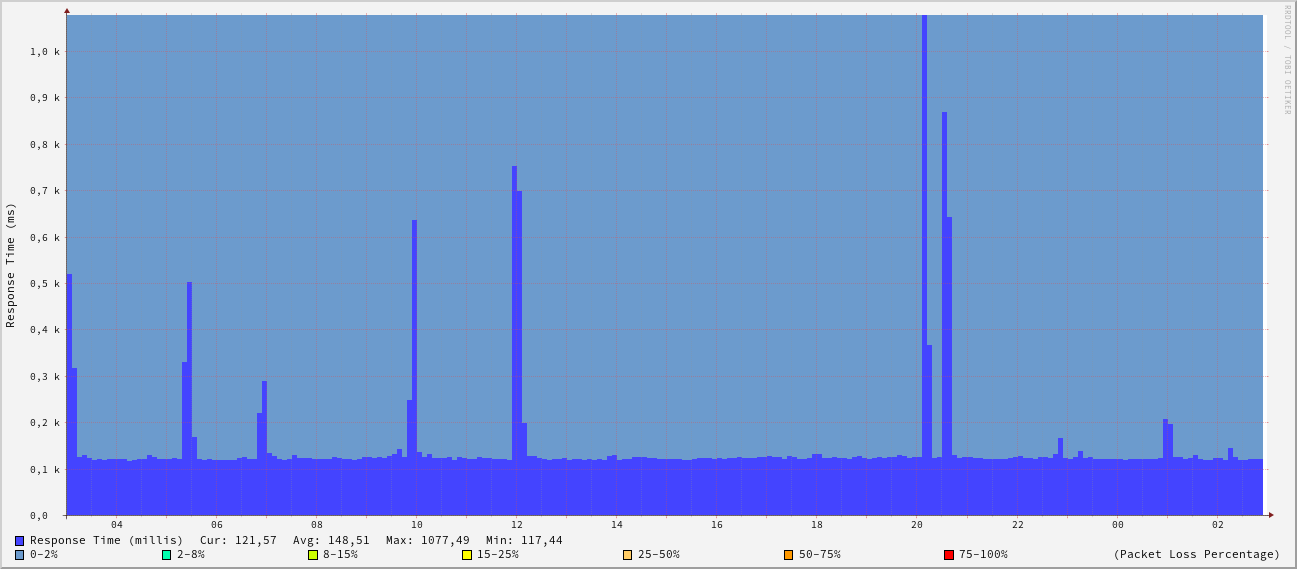 RRDTOOL / TOBI OETIKER
Response Time (ms)
1,0 k
0,9 k
0,8 k
0,7 k
0,6 k
0,5 k
0,4 k
0,3 k
0,2 k
0,1 k
0,0
04 06 08 10 12 14 16 18 20 22 00 02
Response Time (millis) Cur: 121,57 Avg: 148,51 Max: 1077,49 Min: 117,44
0-2% 2-8% 8-15% 15-25% 25-50% 50-75% 75-100% (Packet Loss Percentage)